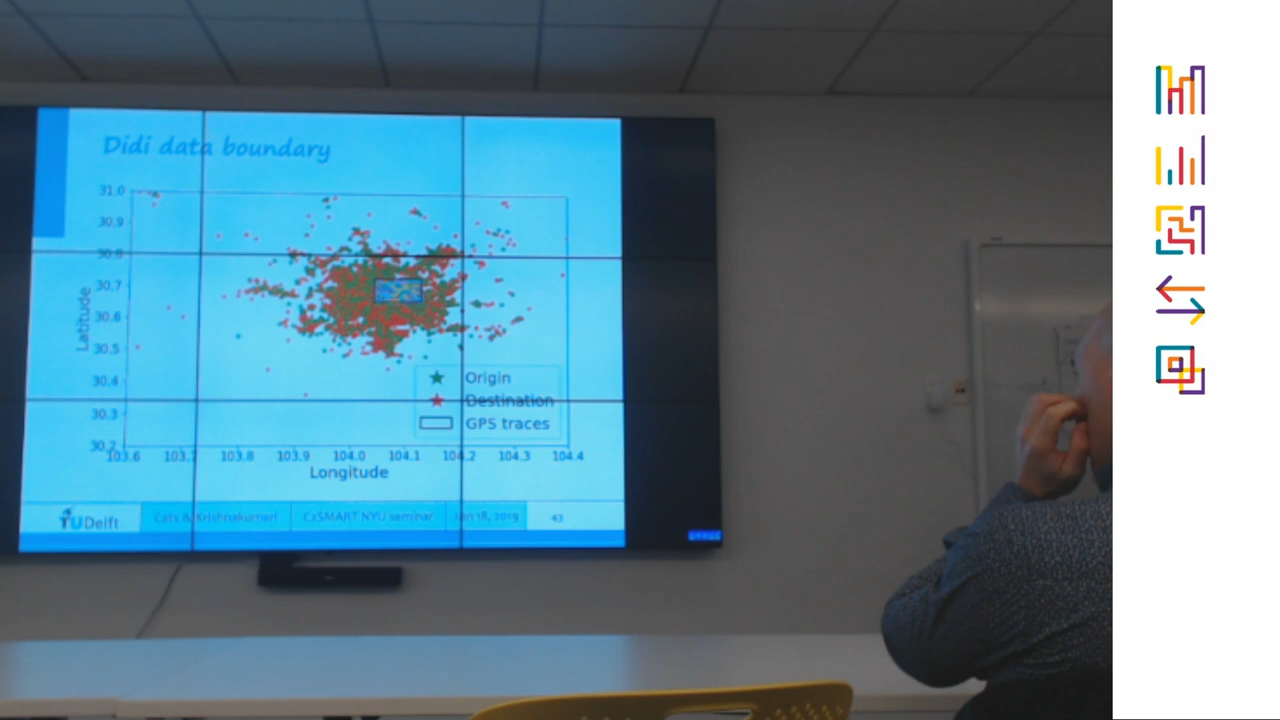 Didi data boundary
31.0
30.9
30.8
30.7
30.6
30.5
30.4
30.3
30.2
Latitude
Origin
Destination
GPS traces
103.6 103.7 103.8 103.9 104.0 104.1 104.2 104.3 104.4
Longitude
TUDelft Cats & Krishnakumari CaSMART NYU seminar Jan 18, 2019 43